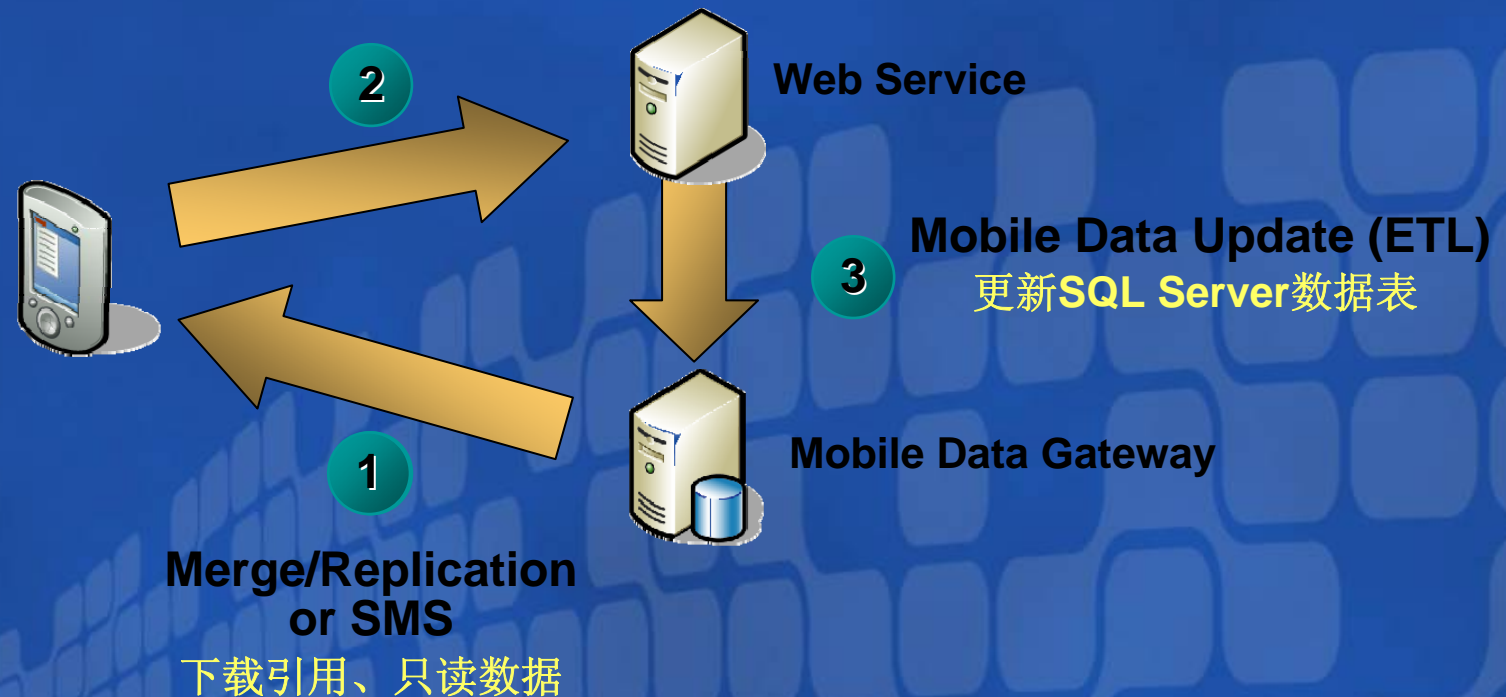 2
Web Service
3
Mobile Data Update (ETL)
更新SQL Server数据表
1
Mobile Data Gateway
Merge/Replication
or SMS
下载引用、只读数据